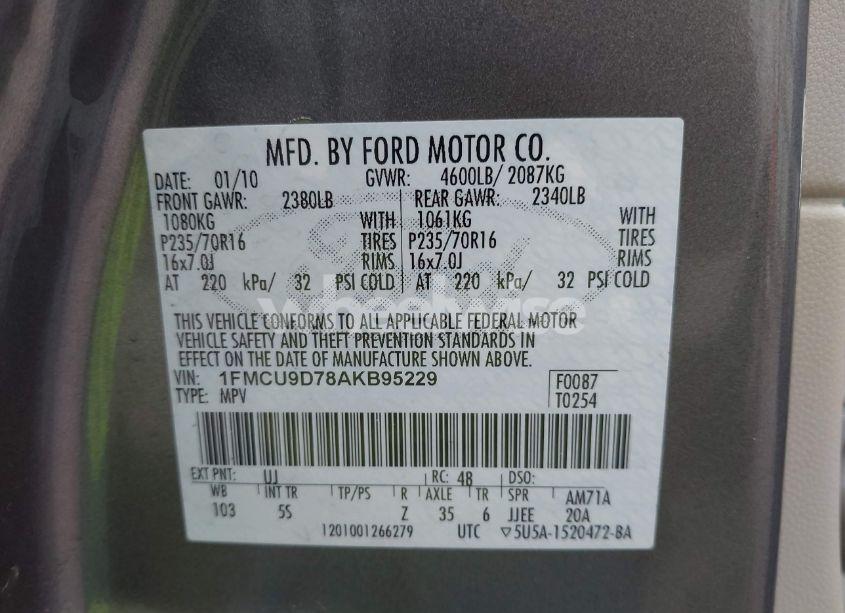 MFD. BY FORD MOTOR CO.
DATE: 01/10 GVWR: 4600LB/ 2087KG
FRONT GAWR: 2380LB REAR GAWR: 2340LB
1080KG WITH 1061KG WITH
P235/70R16 TIRES P235/70R16 TIRES
16x7.0J RIMS 16x7.0J RIMS
AT 220 kPa/ 32 PSI COLD AT 220 kPa/ 32 PSI COLD
THIS VEHICLE CONFORMS TO ALL APPLICABLE FEDERAL MOTOR
VEHICLE SAFETY AND THEFT PREVENTION STANDARDS IN
EFFECT ON THE DATE OF MANUFACTURE SHOWN ABOVE.
VIN: 1FMCU9D78AKB95229 F0087
TYPE: MPV T0254
EXT PNT: UJ RC: 48 DSO:
WB INT TR TP/PS R AXLE TR SPR AM71A
103 5S Z 35 6 JJEE 20A
1201001266279 UTC ▽5U5A-1520472-BA